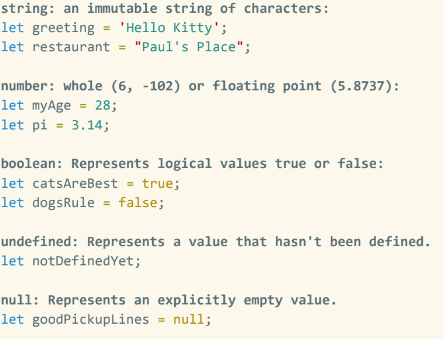 string: an immutable string of characters:
let greeting = 'Hello Kitty';
let restaurant = "Paul's Place";
number: whole (6, -102) or floating point (5.8737):
let myAge = 28;
let pi = 3.14;
boolean: Represents logical values true or false:
let catsAreBest = true;
let dogsRule = false;
undefined: Represents a value that hasn't been defined.
let notDefinedYet;
null: Represents an explicitly empty value.
let goodPickupLines = null;